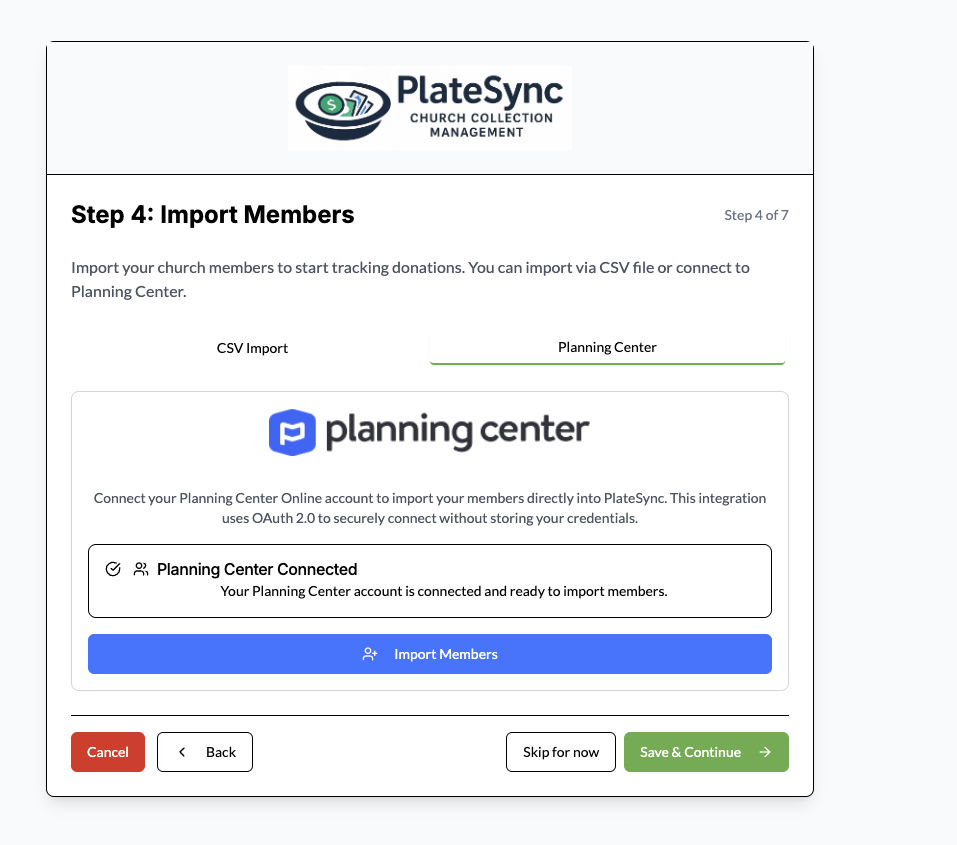 PlateSync
CHURCH COLLECTION
MANAGEMENT
Step 4: Import Members
Step 4 of 7
Import your church members to start tracking donations. You can import via CSV file or connect to
Planning Center.
CSV Import
Planning Center
planning center
Connect your Planning Center Online account to import your members directly into PlateSync. This integration
uses OAuth 2.0 to securely connect without storing your credentials.
Planning Center Connected
Your Planning Center account is connected and ready to import members.
Import Members
Cancel
Back
Skip for now
Save & Continue